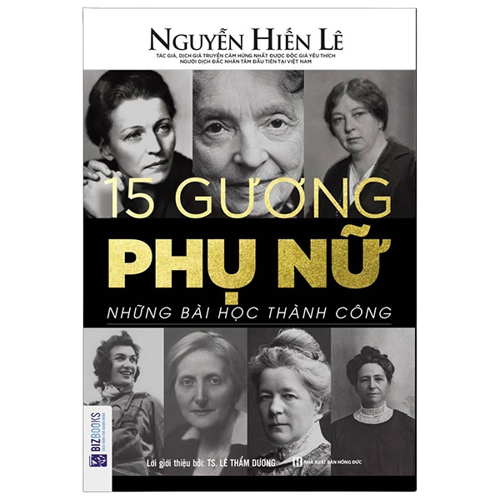 NGUYỄN HIẾN LÊ
TÁC GIẢ, DỊCH GIẢ TRUYỀN CẢM HỨNG NHẤT ĐƯỢC ĐỘC GIẢ YÊU THÍCH
NGƯỜI DỊCH ĐẮC NHÂN TÂM ĐẦU TIÊN TẠI VIỆT NAM
15 GƯƠNG
PHỤ NỮ
NHỮNG BÀI HỌC THÀNH CÔNG
BIZBOOKS
Lời giới thiệu bởi: TS. LÊ THẨM DƯƠNG
NHÀ XUẤT BẢN HỒNG ĐỨC